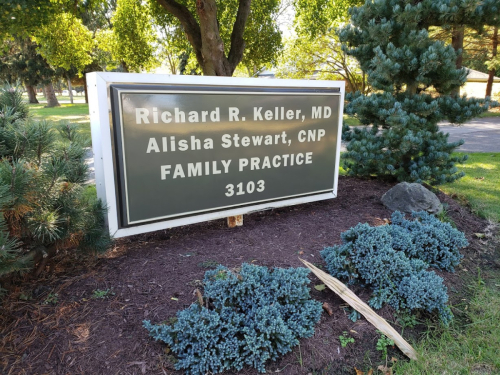 Richard R. Keller, MD
Alisha Stewart, CNP
FAMILY PRACTICE
3103